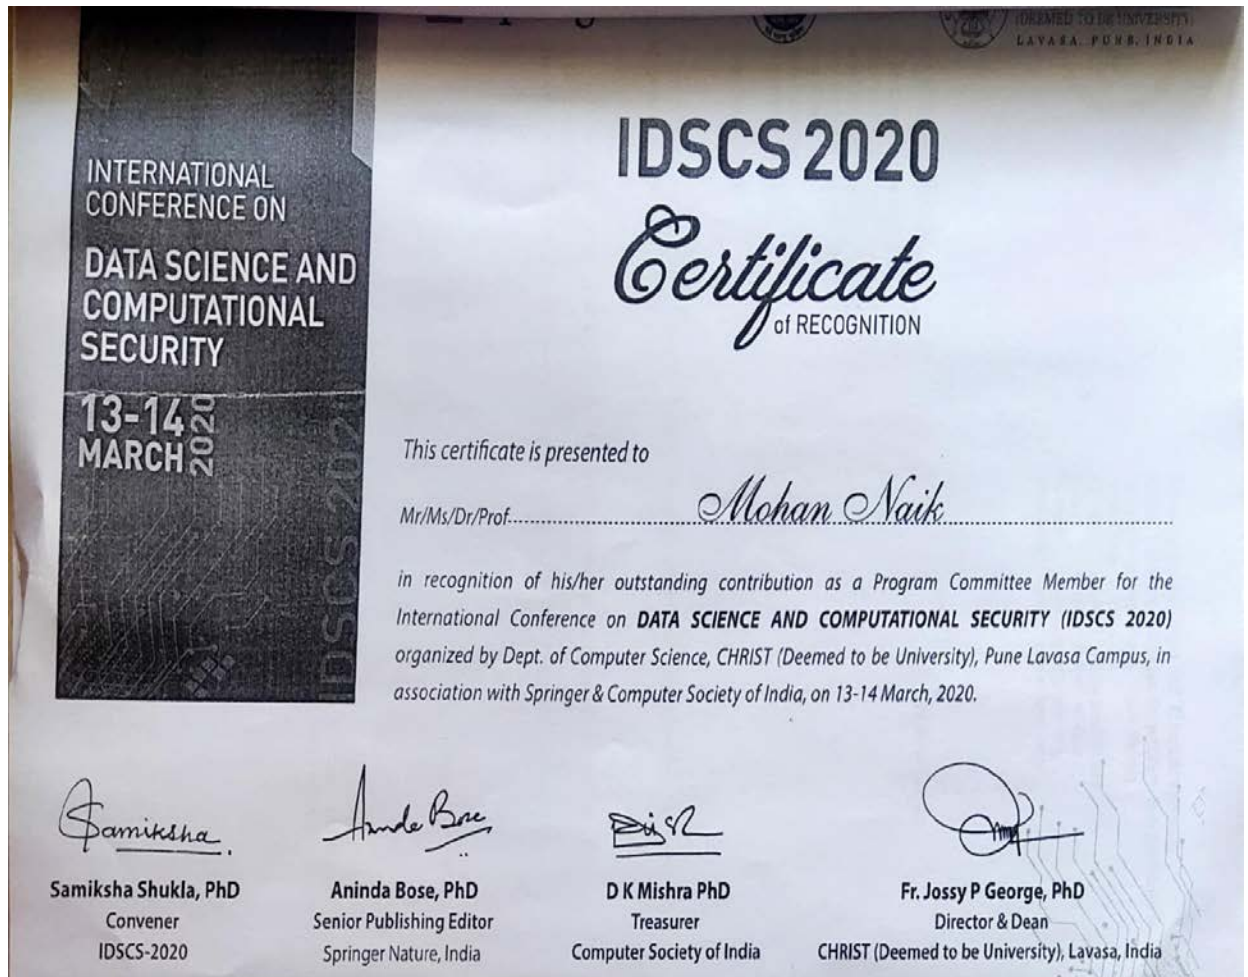 (DEEMED TO BE UNIVERSITY)
LAVASA, PUNE, INDIA
INTERNATIONAL
CONFERENCE ON
DATA SCIENCE AND
COMPUTATIONAL
SECURITY
13-14
MARCH
2020
IDSCS 2020
Certificate
of RECOGNITION
This certificate is presented to
Mr/Ms/Dr/Prof. Mohan Naik
in recognition of his/her outstanding contribution as a Program Committee Member for the
International Conference on DATA SCIENCE AND COMPUTATIONAL SECURITY (IDSCS 2020)
organized by Dept. of Computer Science, CHRIST (Deemed to be University), Pune Lavasa Campus, in
association with Springer & Computer Society of India, on 13-14 March, 2020.
Samiksha
Aninda Bose
Samiksha Shukla, PhD
Convener
IDSCS-2020
Aninda Bose, PhD
Senior Publishing Editor
Springer Nature, India
D K Mishra PhD
Treasurer
Computer Society of India
Fr. Jossy P George, PhD
Director & Dean
CHRIST (Deemed to be University), Lavasa, India